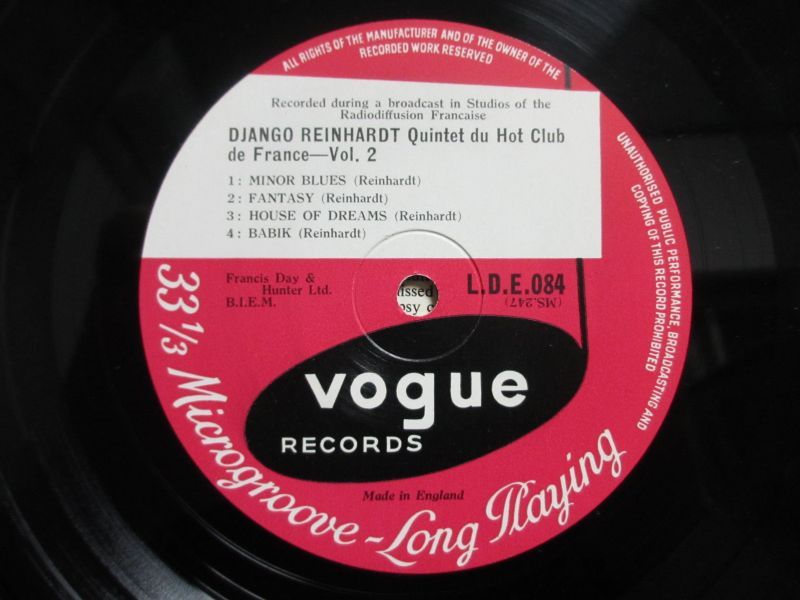 ALL RIGHTS OF THE MANUFACTURER AND OF THE OWNER OF THE
RECORDED WORK RESERVED
Recorded during a broadcast in Studios of the
Radiodiffusion Francaise
DJANGO REINHARDT Quintet du Hot Club
de France—Vol. 2
1: MINOR BLUES (Reinhardt)
2: FANTASY (Reinhardt)
3: HOUSE OF DREAMS (Reinhardt)
4: BABIK (Reinhardt)
UNAUTHORISED PUBLIC PERFORMANCE, BROADCASTING AND
COPYING OF THIS RECORD PROHIBITED
Francis Day &
Hunter Ltd.
B.I.E.M.
L.D.E.084
(MS.247)
vogue
RECORDS
Made in England
33 1/3 Microgroove - Long Playing